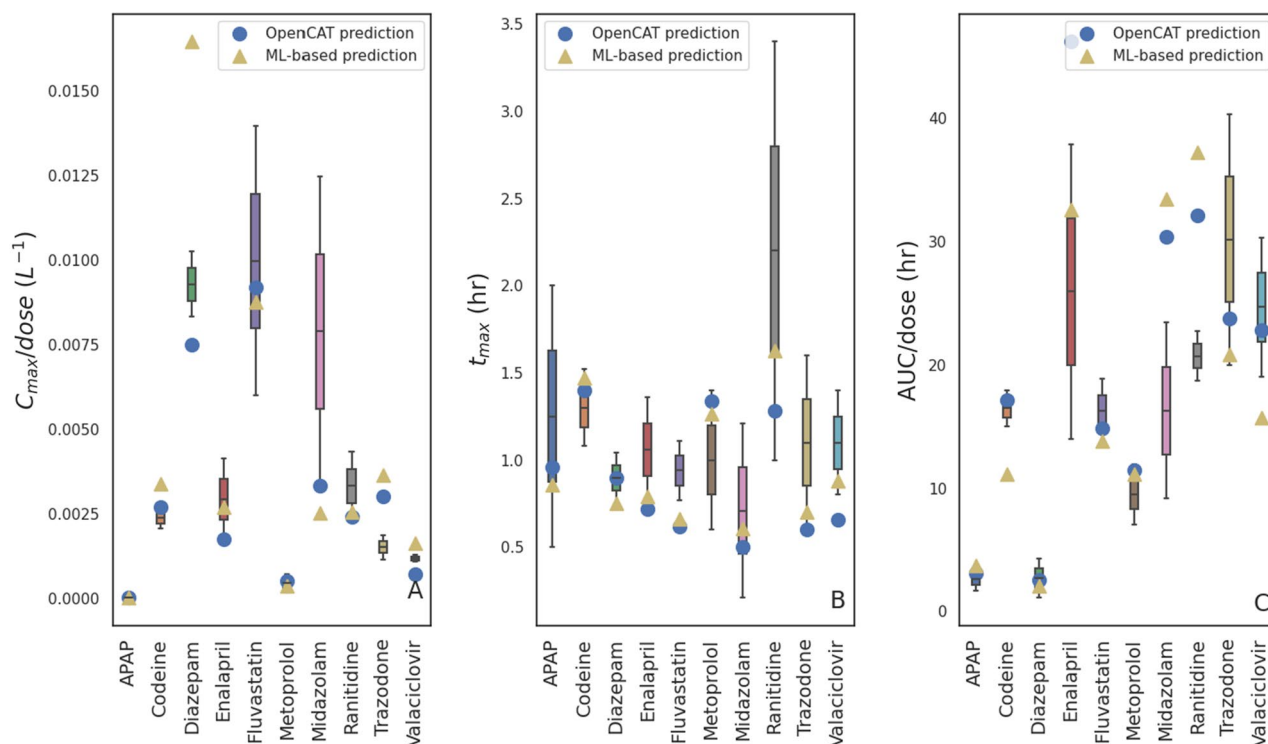 OpenCAT prediction
ML-based prediction
0.0150
0.0125
0.0100
0.0075
0.0050
0.0025
0.0000
C_max/dose (L^-1)
A
APAP
Codeine
Diazepam
Enalapril
Fluvastatin
Metoprolol
Midazolam
Ranitidine
Trazodone
Valaciclovir
OpenCAT prediction
ML-based prediction
3.5
3.0
2.5
2.0
1.5
1.0
0.5
t_max (hr)
B
APAP
Codeine
Diazepam
Enalapril
Fluvastatin
Metoprolol
Midazolam
Ranitidine
Trazodone
Valaciclovir
OpenCAT prediction
ML-based prediction
40
30
20
10
0
AUC/dose (hr)
C
APAP
Codeine
Diazepam
Enalapril
Fluvastatin
Metoprolol
Midazolam
Ranitidine
Trazodone
Valaciclovir